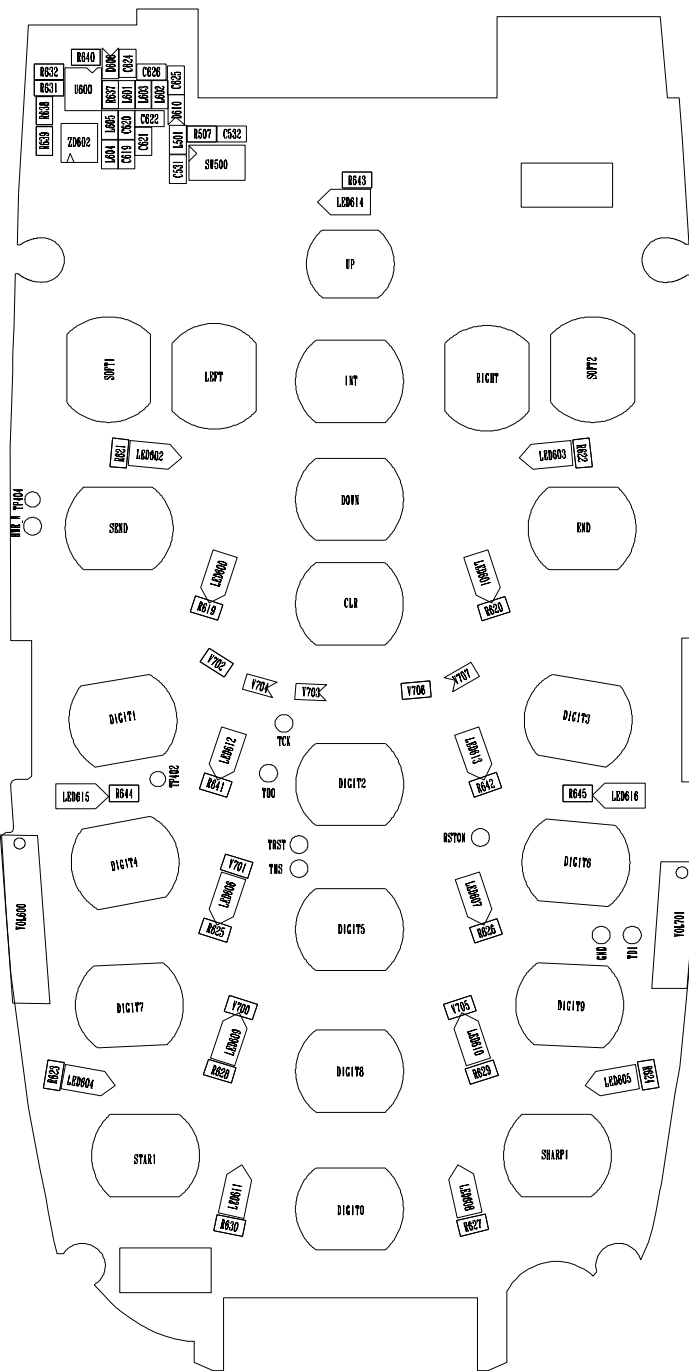 R640
D606
C624
R632
C626
C625
R631
U600
R637
L601
L603
L602
R638
D610
L605
C620
C622
R639
ZD602
L604
C619
C621
L501
R507
C532
C531
SW500
R643
LED614
UP
SOFT1
LEFT
INT
RIGHT
SOFT2
R621
LED602
LED603
R622
TP404
DOWN
SEND
END
LED600
LED601
R619
CLR
R620
V702
V704
V703
V706
V707
DIGIT1
DIGIT3
TCK
LED612
LED613
TP402
TDO
R641
DIGIT2
R642
LED615
R644
R645
LED616
TRST
RSTON
TMS
V701
DIGIT4
DIGIT6
LED606
LED607
VOL600
VOL701
R625
DIGIT5
R626
GND
TDI
DIGIT7
V700
V705
DIGIT9
LED609
LED610
R628
DIGIT8
R629
R623
LED604
LED605
R624
STAR1
SHARP1
LED611
LED608
R630
DIGIT0
R627